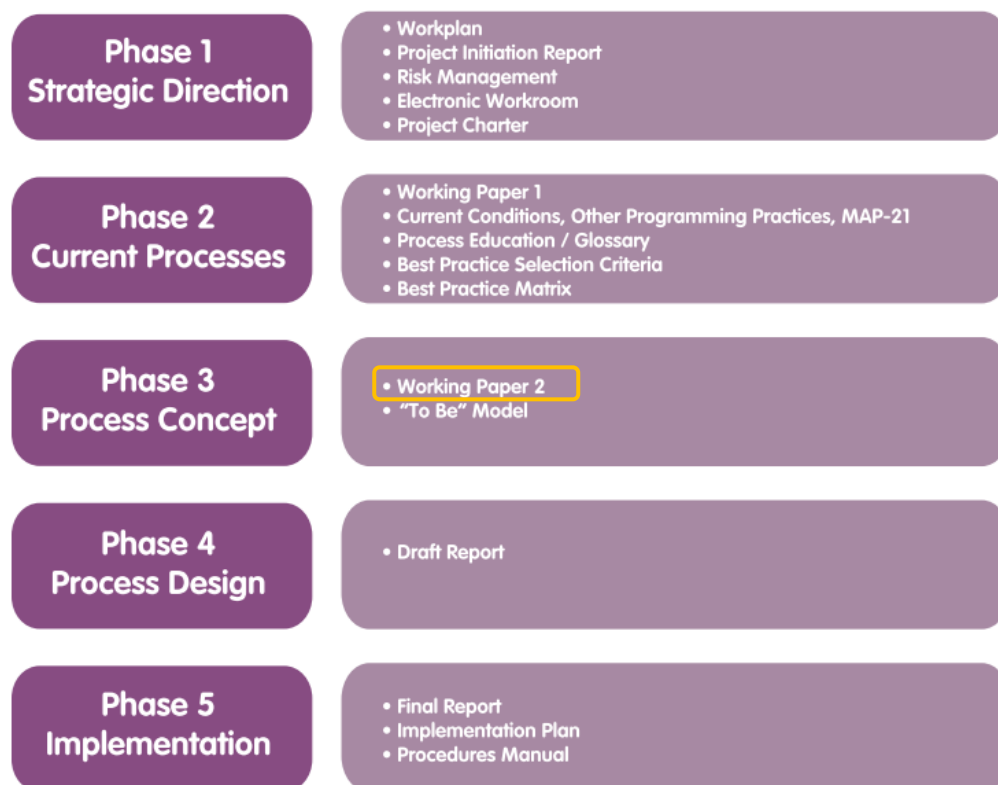 Phase 1
Strategic Direction
• Workplan
• Project Initiation Report
• Risk Management
• Electronic Workroom
• Project Charter
Phase 2
Current Processes
• Working Paper 1
• Current Conditions, Other Programming Practices, MAP-21
• Process Education / Glossary
• Best Practice Selection Criteria
• Best Practice Matrix
Phase 3
Process Concept
• Working Paper 2
• “To Be” Model
Phase 4
Process Design
• Draft Report
Phase 5
Implementation
• Final Report
• Implementation Plan
• Procedures Manual